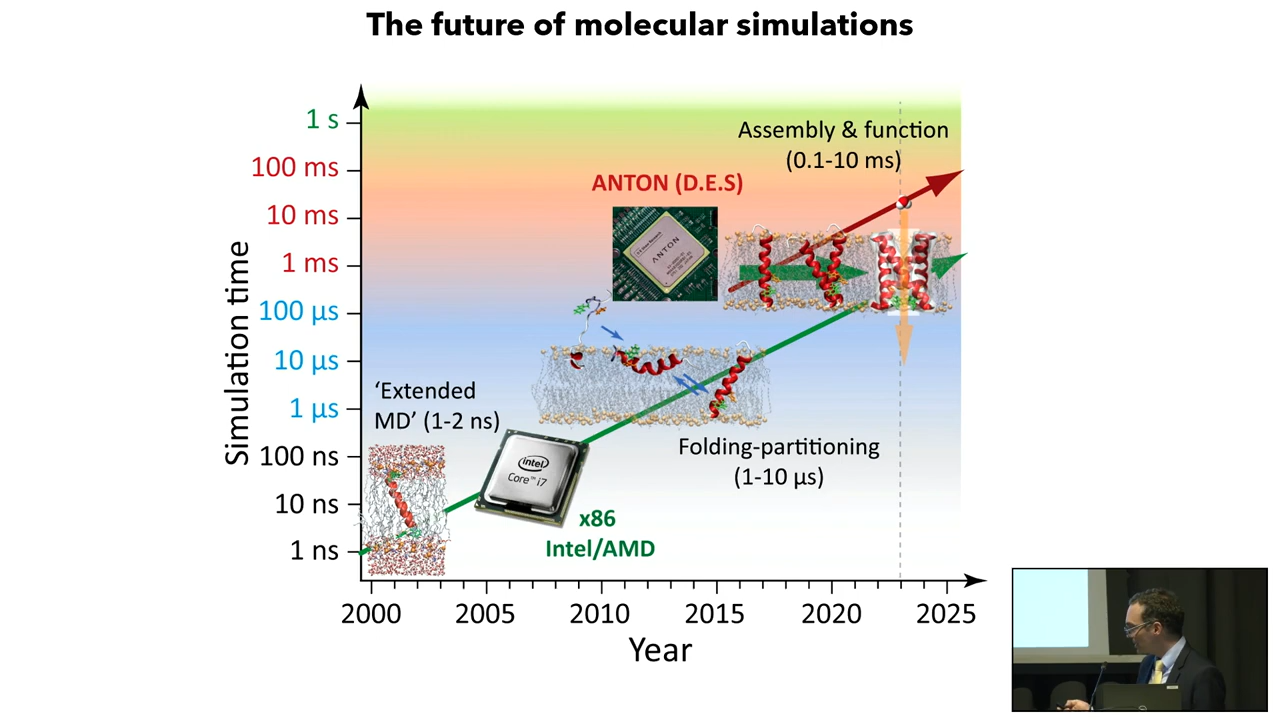 The future of molecular simulations
Simulation time
1 s
100 ms
10 ms
1 ms
100 µs
10 µs
1 µs
100 ns
10 ns
1 ns
Assembly & function
(0.1-10 ms)
ANTON (D.E.S)
ANTON
‘Extended
MD’ (1-2 ns)
Folding-partitioning
(1-10 µs)
intel
Core™ i7
x86
Intel/AMD
2000
2005
2010
2015
2020
2025
Year